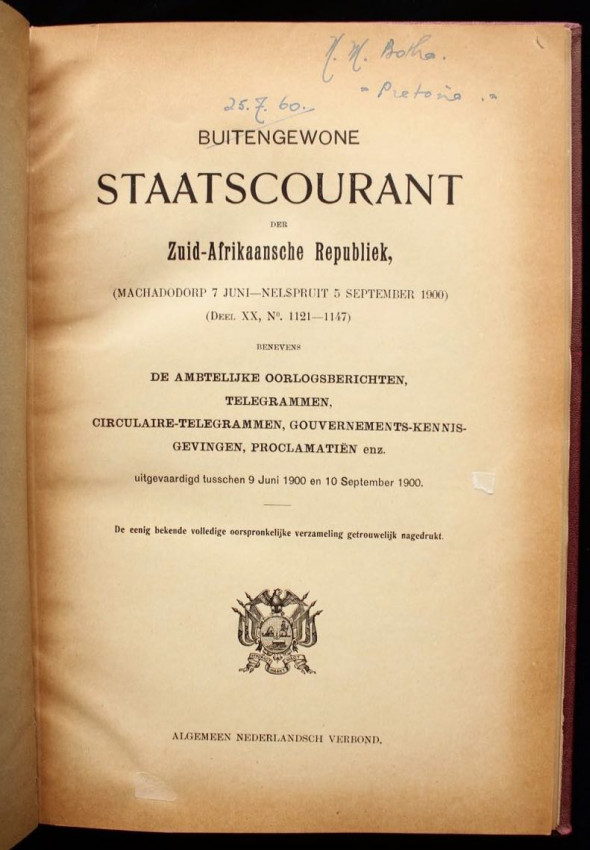 H. M. Botha.
"Pretoria."
25.7.60.
BUITENGEWONE
STAATSCOURANT
DER
Zuid-Afrikaansche Republiek,
(MACHADODORP 7 JUNI—NELSPRUIT 5 SEPTEMBER 1900)
(DEEL XX, No. 1121—1147)
BENEVENS
DE AMBTELIJKE OORLOGSBERICHTEN,
TELEGRAMMEN,
CIRCULAIRE-TELEGRAMMEN, GOUVERNEMENTS-KENNIS-
GEVINGEN, PROCLAMATIËN enz.
uitgevaardigd tusschen 9 Juni 1900 en 10 September 1900.
De eenig bekende volledige oorspronkelijke verzameling getrouwelijk nagedrukt.
ALGEMEEN NEDERLANDSCH VERBOND.